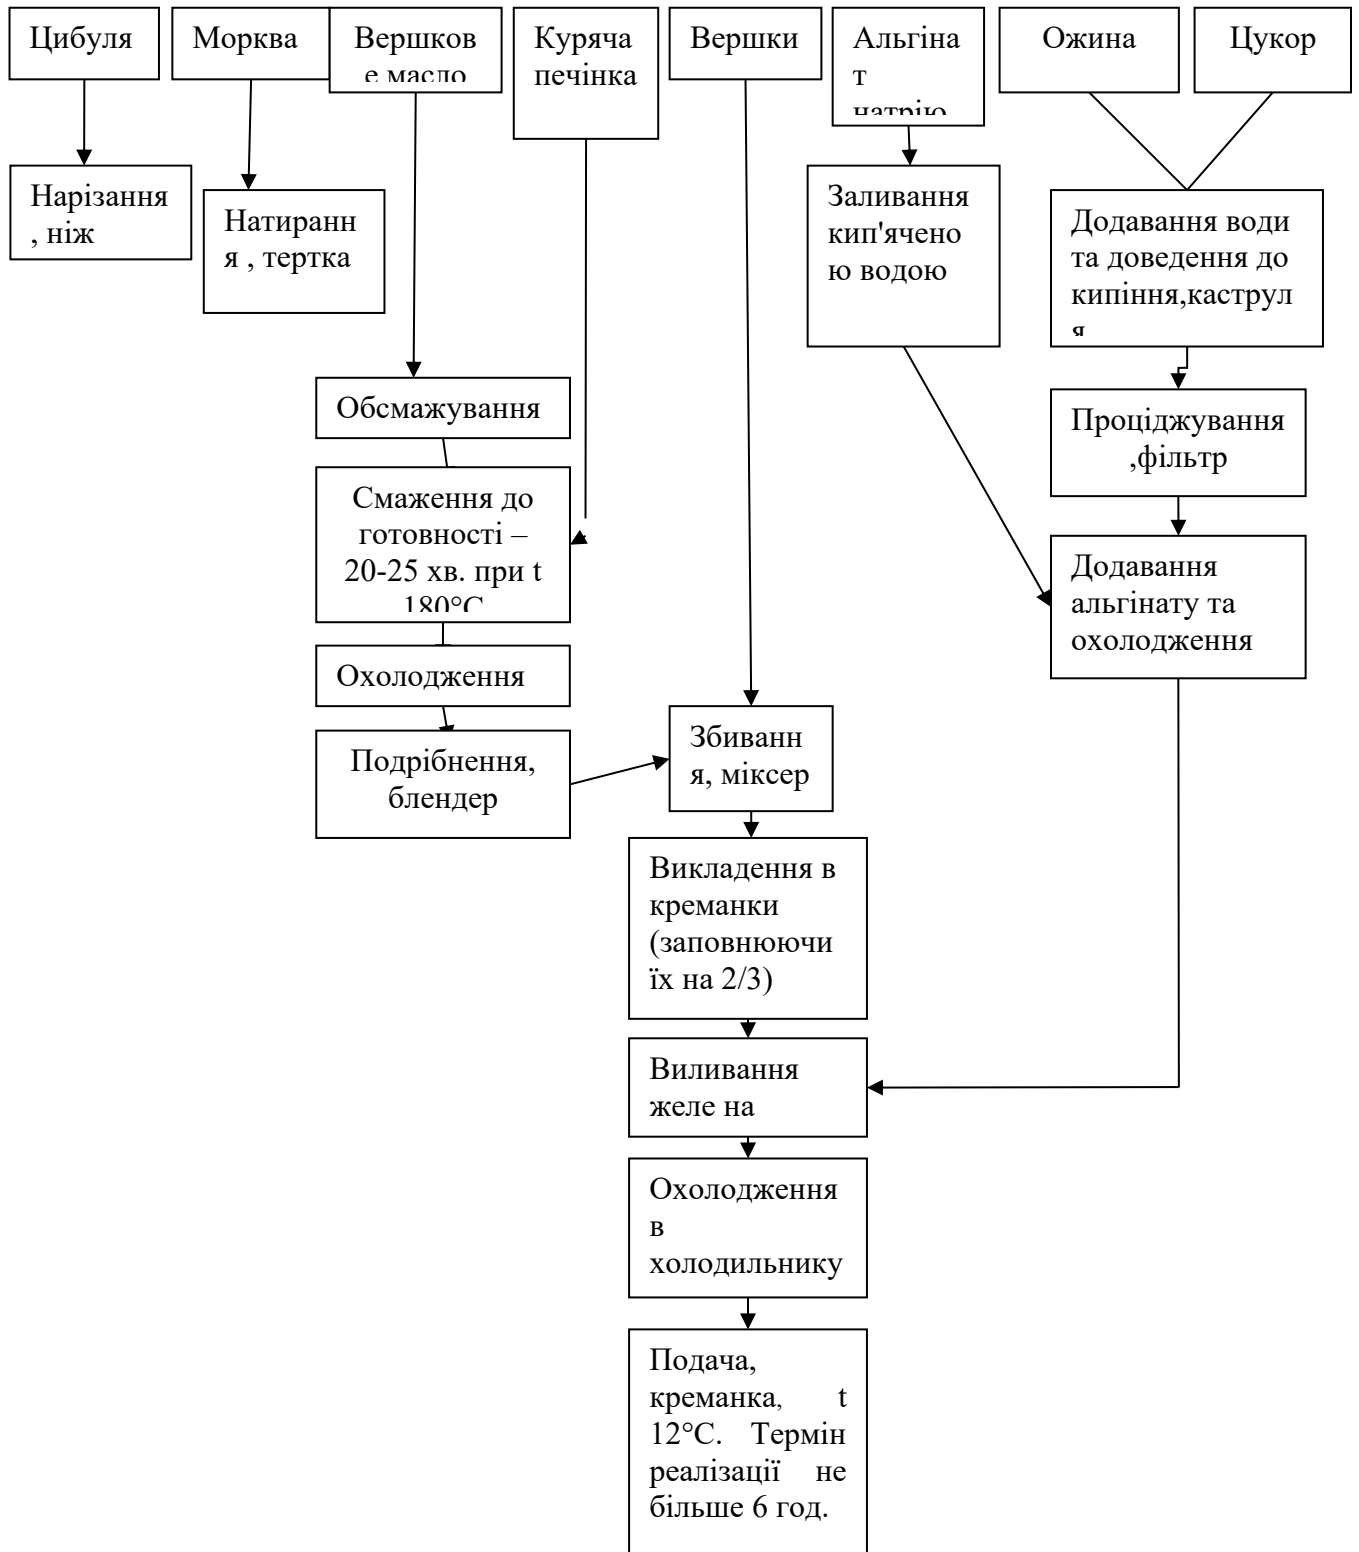 Цибуля
Морква
Вершков
е масло
Куряча
печінка
Вершки
Альгіна
т
натрію
Ожина
Цукор
Нарізання
, ніж
Натиранн
я , тертка
Заливання
кип'ячено
ю водою
Додавання води
та доведення до
кипіння,каструл
я
Обсмажування
Проціджування
,фільтр
Смаження до
готовності –
20-25 хв. при t
180°С
Додавання
альгінату та
охолодження
Охолодження
Подрібнення,
блендер
Збиванн
я, міксер
Викладення в
креманки
(заповнюючи
їх на 2/3)
Виливання
желе на
Охолодження
в
холодильнику
Подача,
креманка, t
12°С. Термін
реалізації не
більше 6 год.